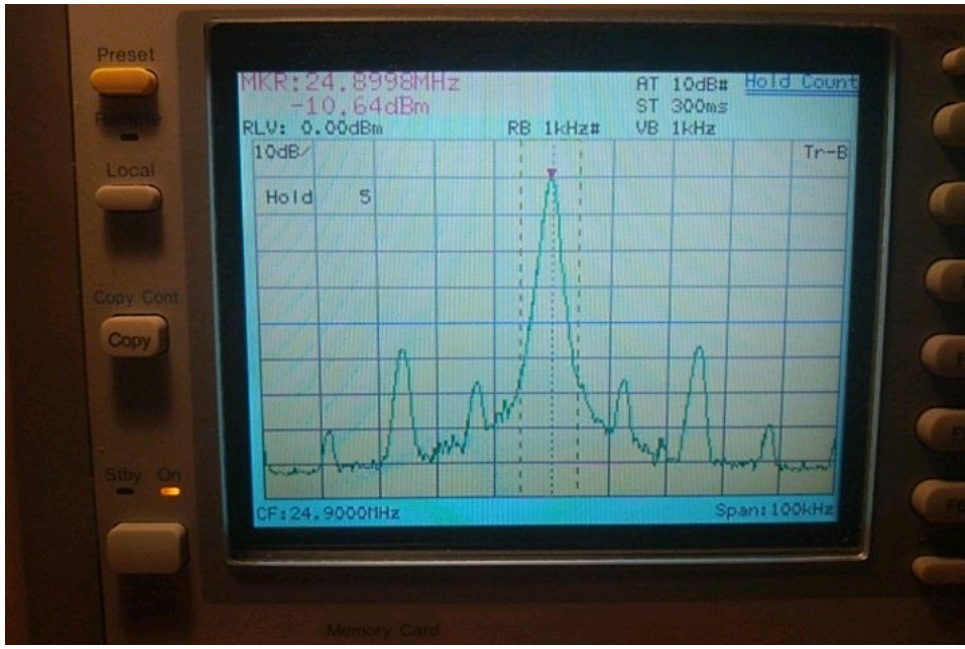 Preset
Remote
Local
Copy Cont
Copy
Stby On
MKR:24.8998MHz
-10.64dBm
RLV: 0.00dBm
RB 1kHz#
AT 10dB#
ST 300ms
VB 1kHz
Hold Count
10dB/
Tr-B
Hold 5
CF:24.9000MHz
Span:100kHz
Memory Card